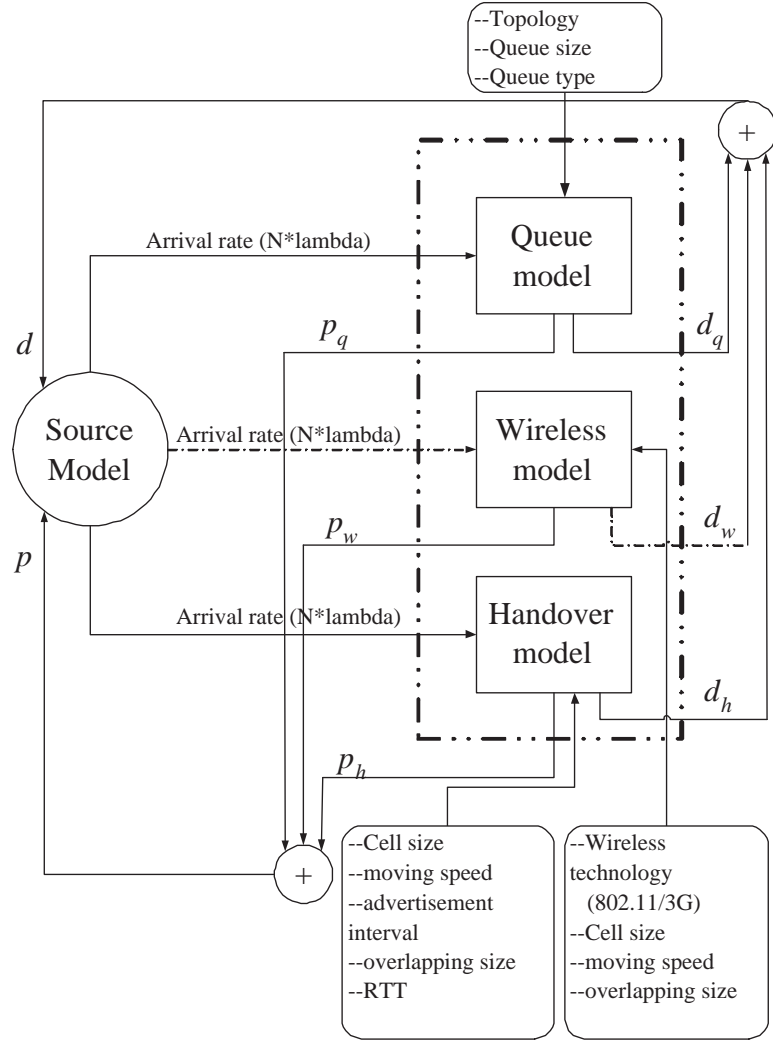 --Topology
--Queue size
--Queue type
+
Queue
model
Arrival rate (N*lambda)
p_q
d_q
d
Source
Model
Arrival rate (N*lambda)
Wireless
model
p_w
d_w
p
Arrival rate (N*lambda)
Handover
model
d_h
p_h
+
--Cell size
--moving speed
--advertisement
interval
--overlapping size
--RTT
--Wireless
technology
(802.11/3G)
--Cell size
--moving speed
--overlapping size